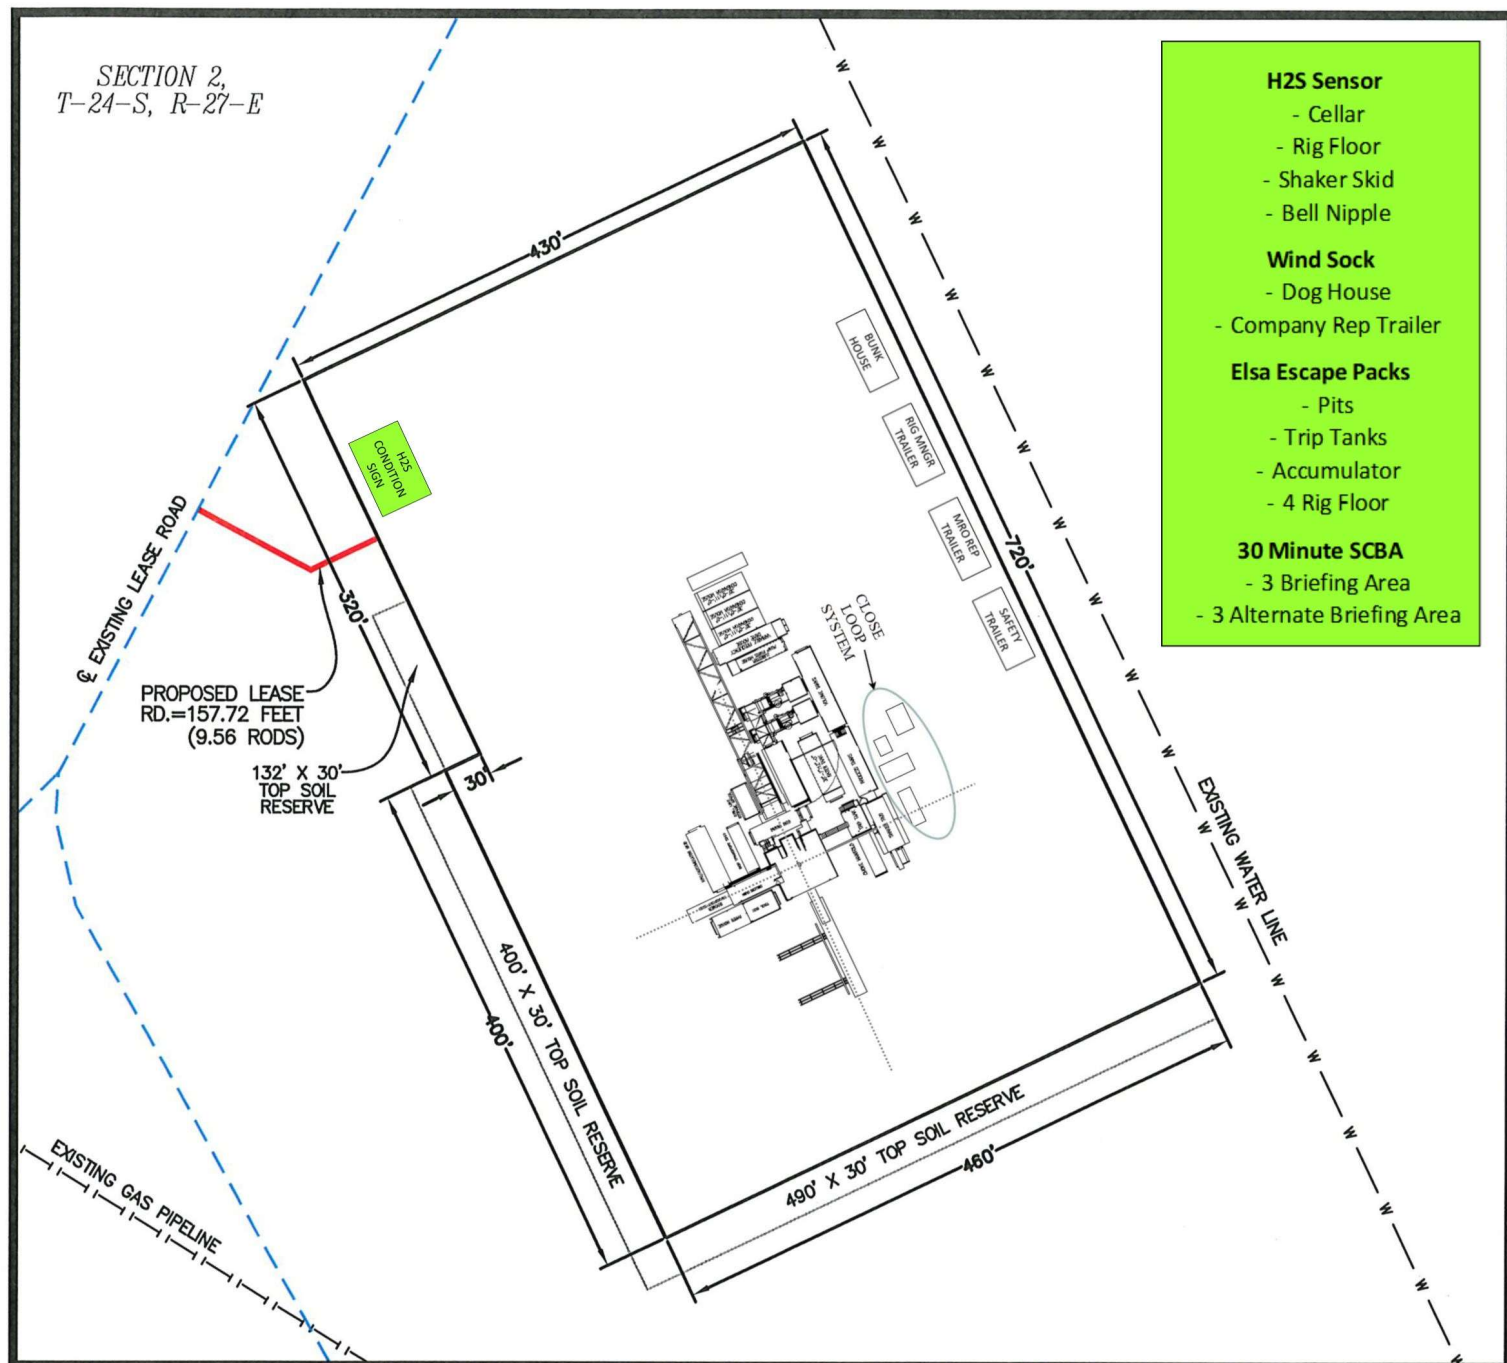 SECTION 2,
T-24-S, R-27-E
H2S Sensor
- Cellar
- Rig Floor
- Shaker Skid
- Bell Nipple
Wind Sock
- Dog House
- Company Rep Trailer
Elsa Escape Packs
- Pits
- Trip Tanks
- Accumulator
- 4 Rig Floor
30 Minute SCBA
- 3 Briefing Area
- 3 Alternate Briefing Area
430'
BUNK
HOUSE
RIG MNGR
TRAILER
MRO REP
TRAILER
SAFETY
TRAILER
720'
H2S
CONDITION
SIGN
℄ EXISTING LEASE ROAD
320'
PROPOSED LEASE
RD.=157.72 FEET
(9.56 RODS)
132' X 30'
TOP SOIL
RESERVE
30'
CLOSE
LOOP
SYSTEM
W W W W W W W W W W W W W W W W W W W
EXISTING WATER LINE
400' X 30' TOP SOIL RESERVE
400'
490' X 30' TOP SOIL RESERVE
460'
EXISTING GAS PIPELINE